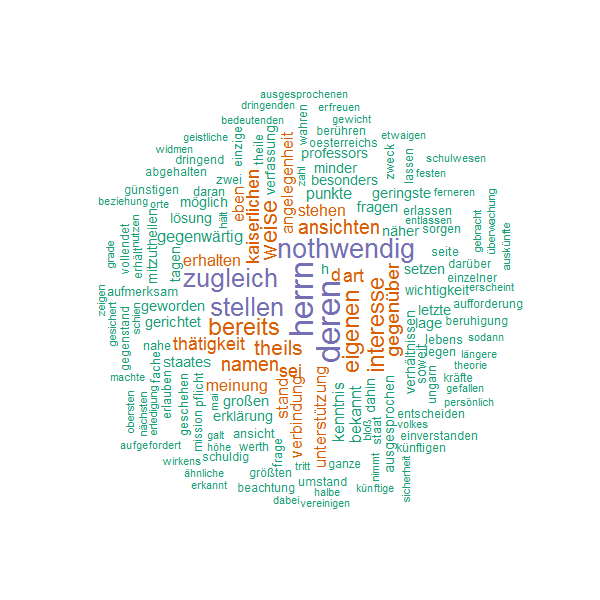 ausgesprochenen
dringenden
erfreuen
bedeutenden
wahren
gewicht
geistliche
einzige
theile
verfassung
angelegenheit
zahl
berühren
etwaigen
widmen
oesterreichs
dringend
professors
zweck
lassen
schulwesen
abgehalten
zwei
eben
kaiserlichen
weise
minder
besonders
festen
günstigen
daran
punkte
geringste
ferneren
beziehung
orte
möglich
hält
stehen
fragen
erlassen
entlassen
gebracht
überwachung
auskünfte
mitzutheilen
lösung
ansichten
näher
sorgen
vollendet
erhält
nutzen
gegenwärtig
nothwendig
seite
grade
tagen
erhalten
herrn
deren
h
d
art
interesse
gegenüber
setzen
darüber
einzelner
zeigen
aufmerksam
zugleich
eigenen
wichtigkeit
erscheint
gesichert
schien
geworden
stellen
letzte
aufforderung
gegenstand
gerichtet
bereits
lage
beruhigung
verhältnissen
thätigkeit
theils
lebens
sodann
nahe
fache
staates
namen
sei
legen
längere
soweit
ungarn
theorie
machte
erlauben
geschehen
pflicht
meinung
stand
verbindung
unterstützung
kenntnis
bekannt
dahin
kräfte
gefallen
obersten
nächsten
erledigung
mission
mal
großen
bloß
staat
ausgesprochen
persönlich
erklärung
entscheiden
volkes
galt
ansicht
einverstanden
aufgefordert
höhe
werth
frage
ganze
nimmt
künftigen
wirkens
schuldig
tritt
ähnliche
größten
umstand
sicherheit
erkannt
beachtung
halbe
künftige
dabei
vereinigen